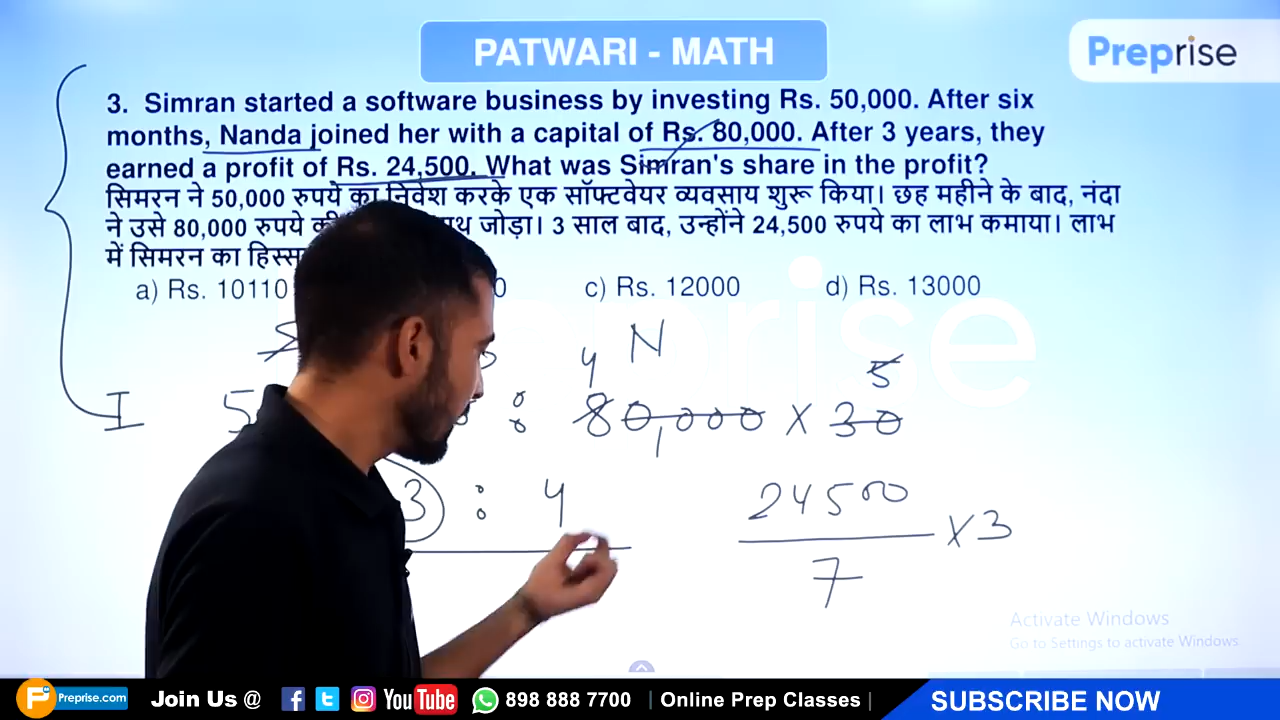 PATWARI - MATH
Preprise
3. Simran started a software business by investing Rs. 50,000. After six
months, Nanda joined her with a capital of Rs. 80,000. After 3 years, they
earned a profit of Rs. 24,500. What was Simran's share in the profit?
सिमरन ने 50,000 रुपये का निवेश करके एक सॉफ्टवेयर व्यवसाय शुरू किया। छह महीने के बाद, नंदा
ने उसे 80,000 रुपये जोड़ा। 3 साल बाद, उन्होंने 24,500 रुपये का लाभ कमाया। लाभ
में सिमरन का
a) Rs. 10110 c) Rs. 12000 d) Rs. 13000
N
4 5
I 5 : 80,000 × 30
3 : 4
24500
× 3
7
Activate Windows
Go to Settings to activate Windows.
P Preprise.com Join Us @ YouTube 898 888 7700 | Online Prep Classes | SUBSCRIBE NOW